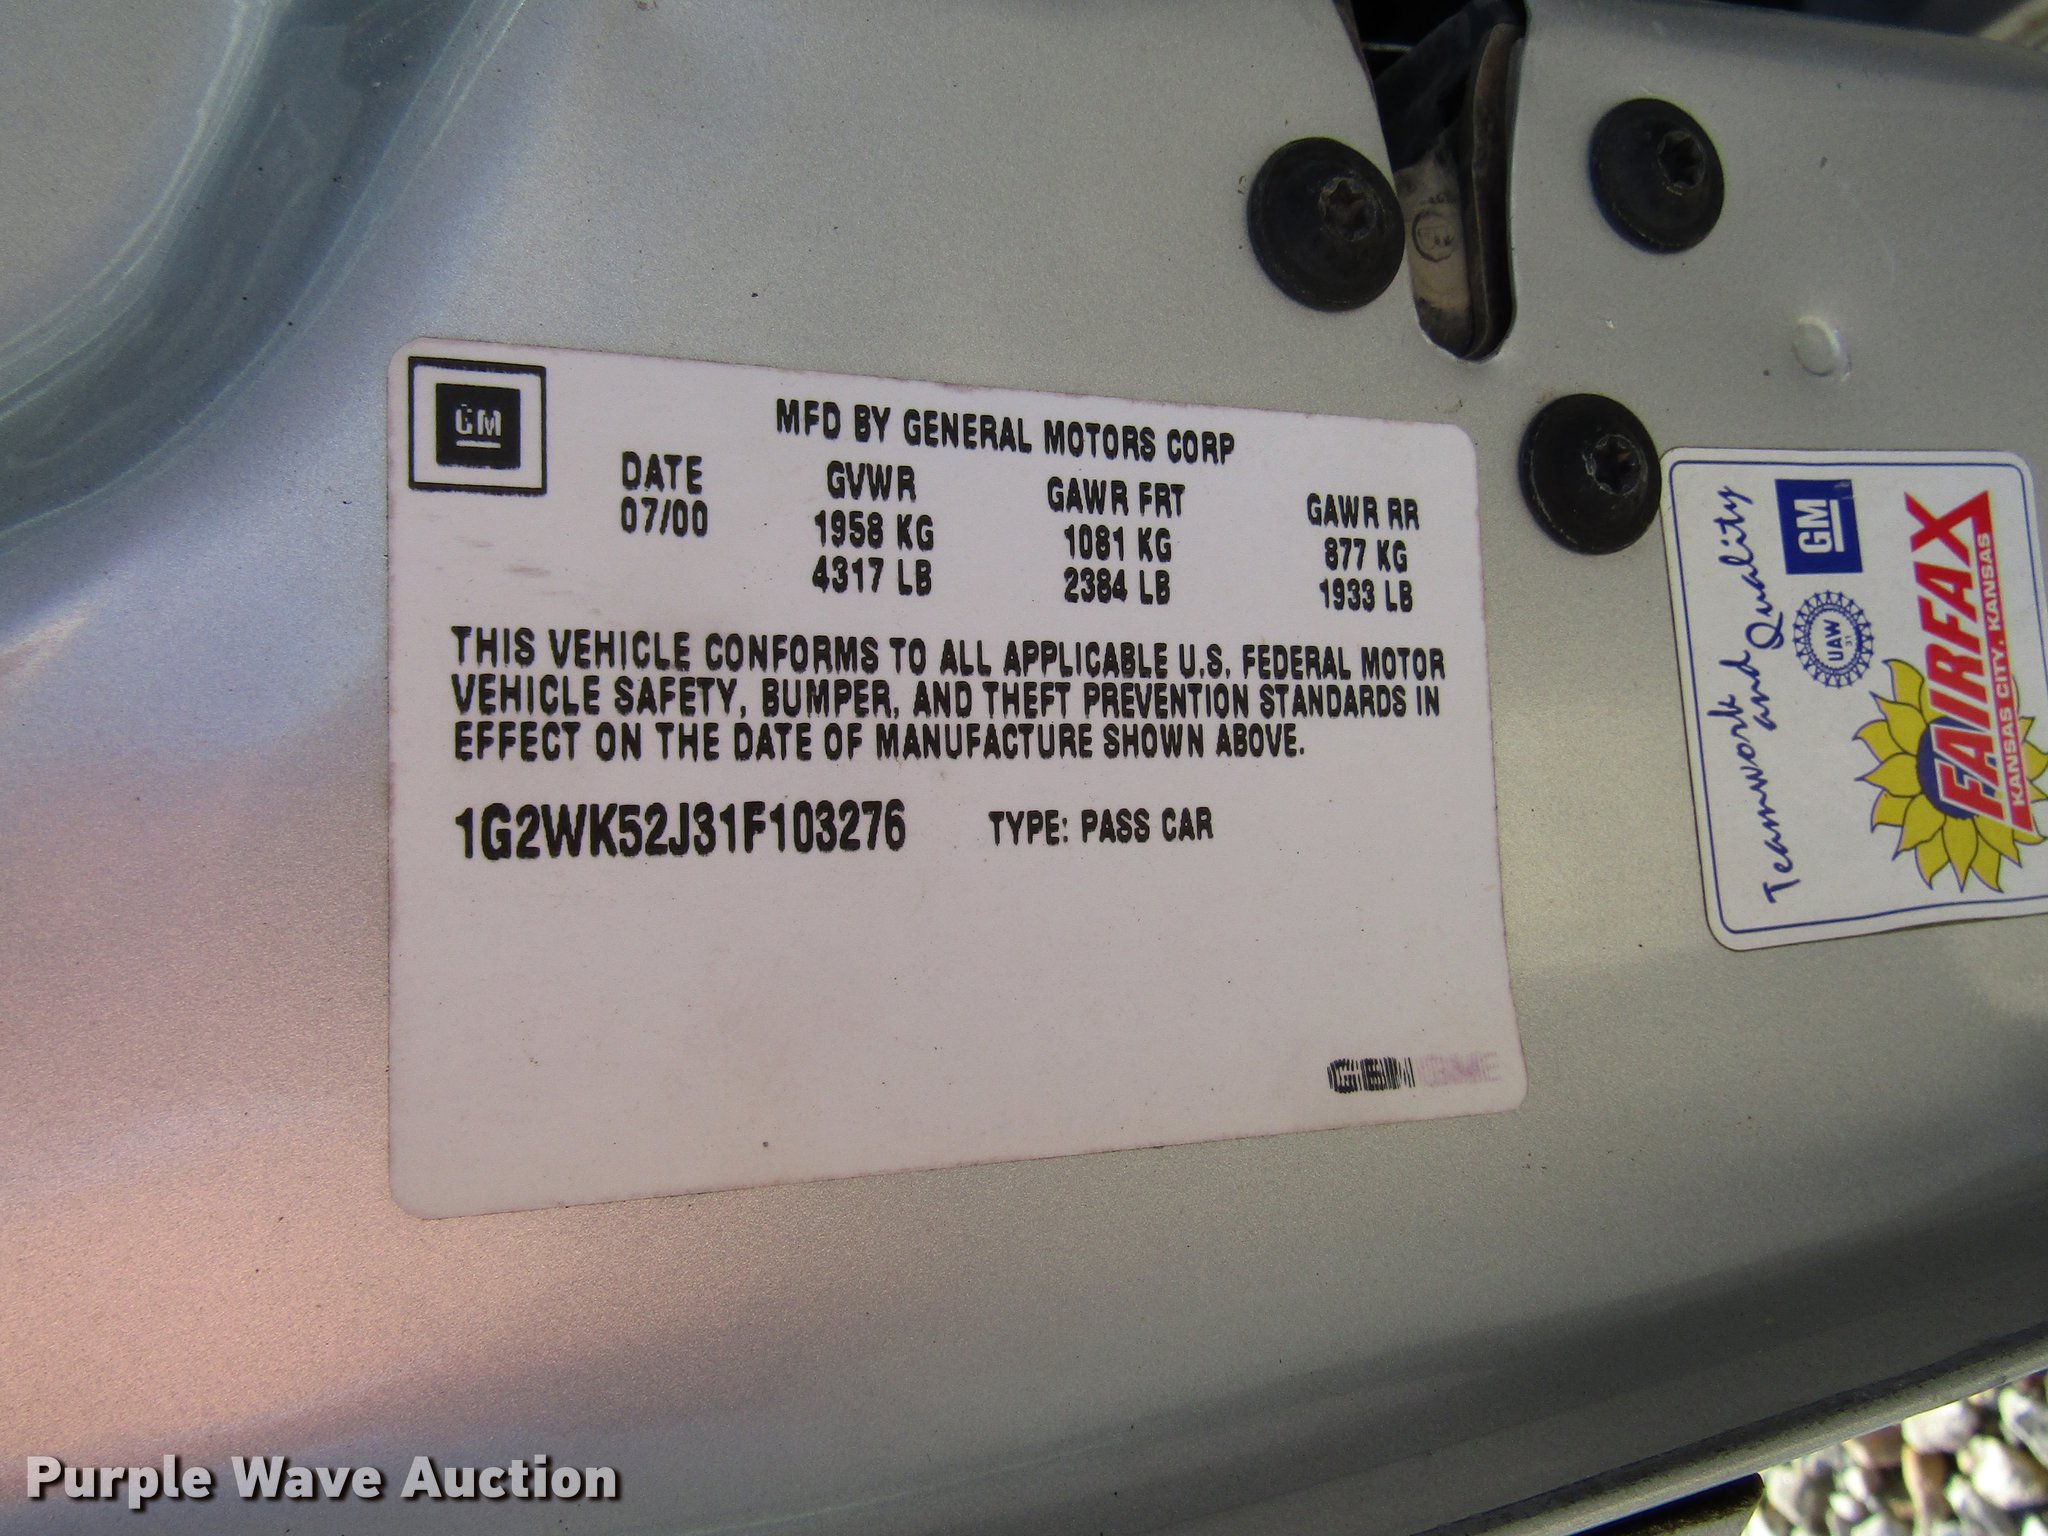 GM
MFD BY GENERAL MOTORS CORP
DATE GVWR GAWR FRT GAWR RR
07/00 1958 KG 1081 KG 877 KG
4317 LB 2384 LB 1933 LB
THIS VEHICLE CONFORMS TO ALL APPLICABLE U.S. FEDERAL MOTOR
VEHICLE SAFETY, BUMPER, AND THEFT PREVENTION STANDARDS IN
EFFECT ON THE DATE OF MANUFACTURE SHOWN ABOVE.
1G2WK52J31F103276 TYPE: PASS CAR
Teamwork
and
Quality
GM
UAW
31
FAIRFAX
KANSAS CITY, KANSAS
Purple Wave Auction